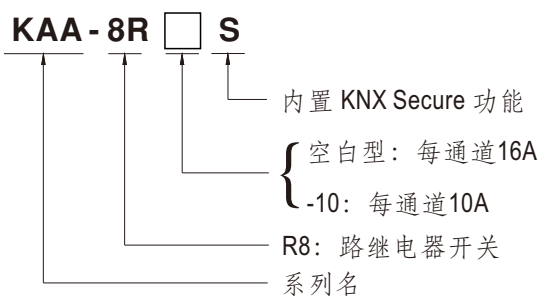 KAA-8R□S
内置 KNX Secure 功能
空白型：每通道16A
-10：每通道10A
R8：路继电器开关
系列名